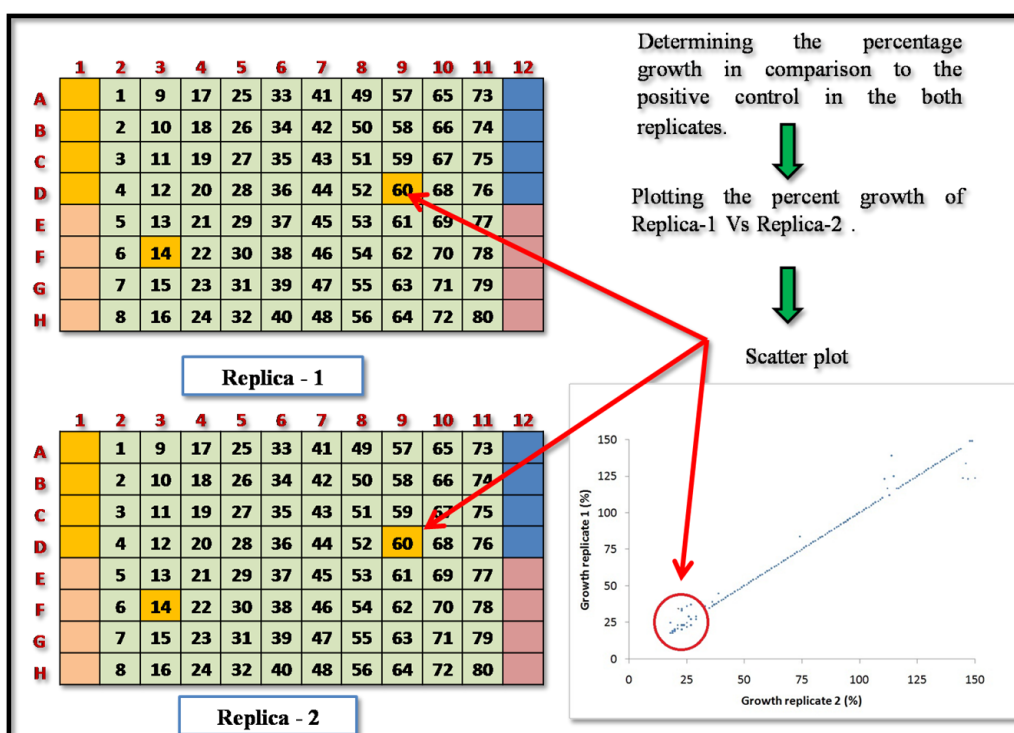 1 2 3 4 5 6 7 8 9 10 11 12
A 1 9 17 25 33 41 49 57 65 73
B 2 10 18 26 34 42 50 58 66 74
C 3 11 19 27 35 43 51 59 67 75
D 4 12 20 28 36 44 52 60 68 76
E 5 13 21 29 37 45 53 61 69 77
F 6 14 22 30 38 46 54 62 70 78
G 7 15 23 31 39 47 55 63 71 79
H 8 16 24 32 40 48 56 64 72 80
Replica - 1
1 2 3 4 5 6 7 8 9 10 11 12
A 1 9 17 25 33 41 49 57 65 73
B 2 10 18 26 34 42 50 58 66 74
C 3 11 19 27 35 43 51 59 67 75
D 4 12 20 28 36 44 52 60 68 76
E 5 13 21 29 37 45 53 61 69 77
F 6 14 22 30 38 46 54 62 70 78
G 7 15 23 31 39 47 55 63 71 79
H 8 16 24 32 40 48 56 64 72 80
Replica - 2
Determining the percentage
growth in comparison to the
positive control in the both
replicates.
Plotting the percent growth of
Replica-1 Vs Replica-2 .
Scatter plot
Growth replicate 1 (%)
150
125
100
75
50
25
0
0 25 50 75 100 125 150
Growth replicate 2 (%)